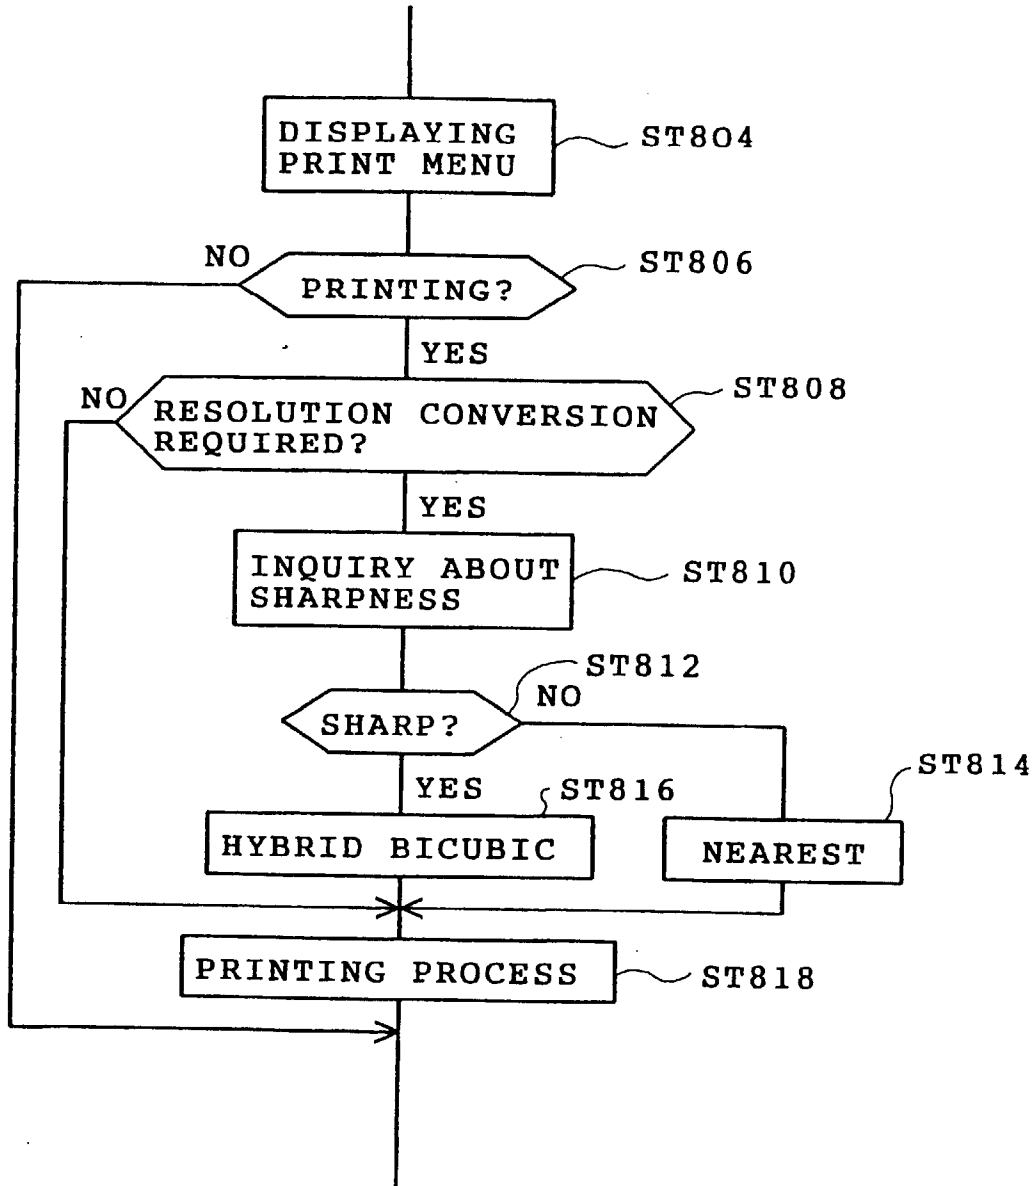 DISPLAYING
PRINT MENU
ST804
NO
PRINTING?
ST806
YES
NO
RESOLUTION CONVERSION
REQUIRED?
ST808
YES
INQUIRY ABOUT
SHARPNESS
ST810
ST812
SHARP?
NO
YES
ST816
ST814
HYBRID BICUBIC
NEAREST
PRINTING PROCESS
ST818